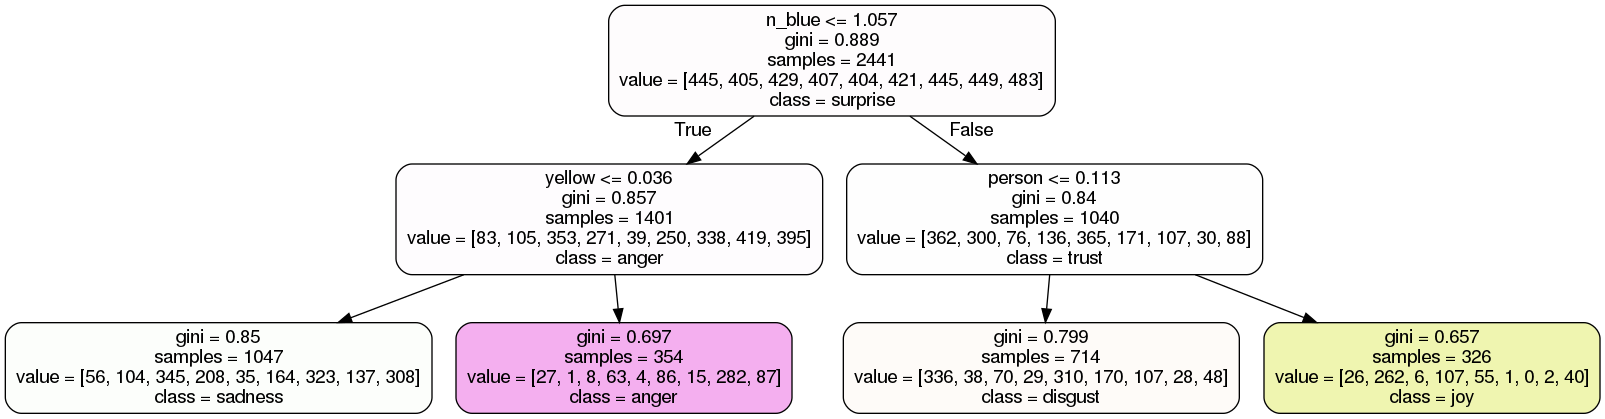 n_blue <= 1.057
gini = 0.889
samples = 2441
value = [445, 405, 429, 407, 404, 421, 445, 449, 483]
class = surprise
True
False
yellow <= 0.036
gini = 0.857
samples = 1401
value = [83, 105, 353, 271, 39, 250, 338, 419, 395]
class = anger
person <= 0.113
gini = 0.84
samples = 1040
value = [362, 300, 76, 136, 365, 171, 107, 30, 88]
class = trust
gini = 0.85
samples = 1047
value = [56, 104, 345, 208, 35, 164, 323, 137, 308]
class = sadness
gini = 0.697
samples = 354
value = [27, 1, 8, 63, 4, 86, 15, 282, 87]
class = anger
gini = 0.799
samples = 714
value = [336, 38, 70, 29, 310, 170, 107, 28, 48]
class = disgust
gini = 0.657
samples = 326
value = [26, 262, 6, 107, 55, 1, 0, 2, 40]
class = joy